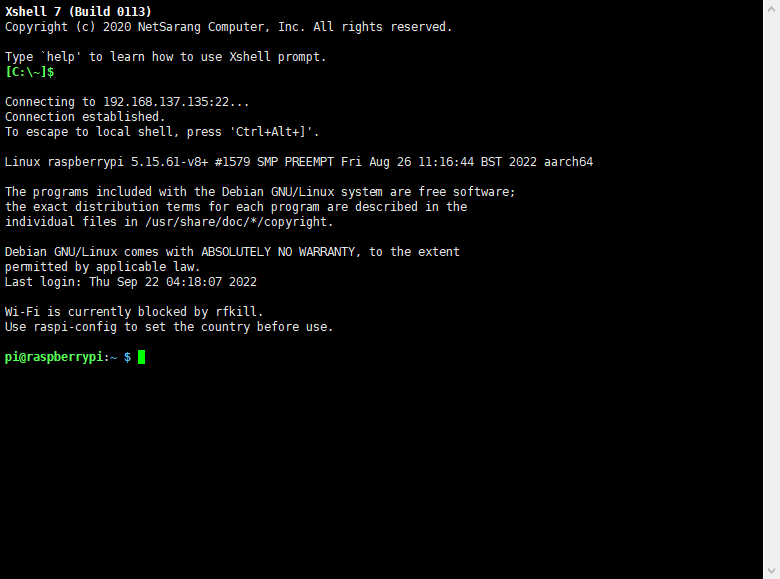 Xshell 7 (Build 0113)
Copyright (c) 2020 NetSarang Computer, Inc. All rights reserved.
Type `help' to learn how to use Xshell prompt.
[C:\~]$
Connecting to 192.168.137.135:22...
Connection established.
To escape to local shell, press 'Ctrl+Alt+]'.
Linux raspberrypi 5.15.61-v8+ #1579 SMP PREEMPT Fri Aug 26 11:16:44 BST 2022 aarch64
The programs included with the Debian GNU/Linux system are free software;
the exact distribution terms for each program are described in the
individual files in /usr/share/doc/*/copyright.
Debian GNU/Linux comes with ABSOLUTELY NO WARRANTY, to the extent
permitted by applicable law.
Last login: Thu Sep 22 04:18:07 2022
Wi-Fi is currently blocked by rfkill.
Use raspi-config to set the country before use.
pi@raspberrypi:~ $